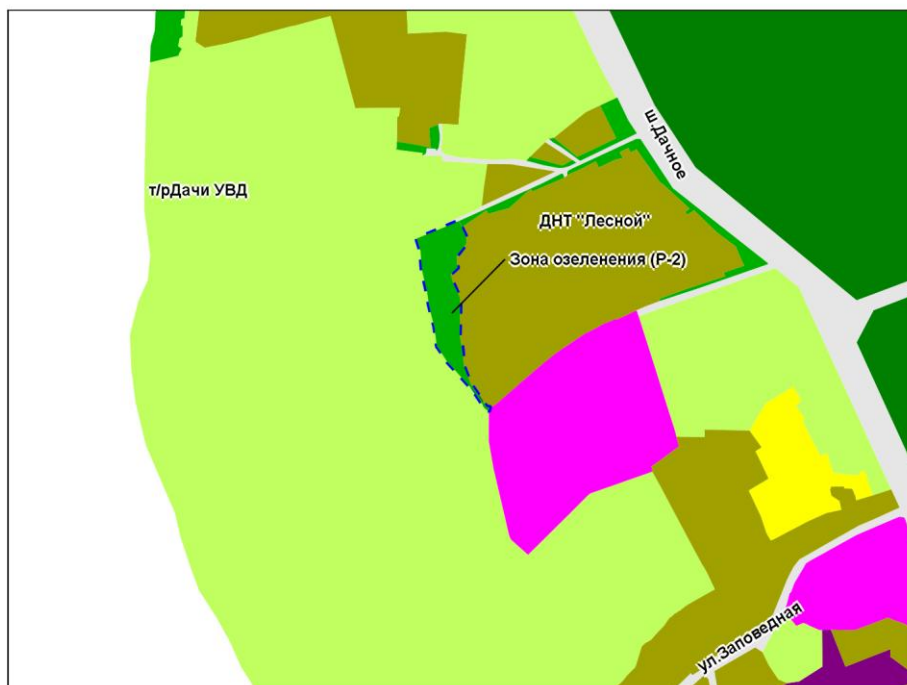 ш.Дачное
т/рДачи УВД
ДНТ "Лесной"
Зона озеленения (Р-2)
ул.Заповедная